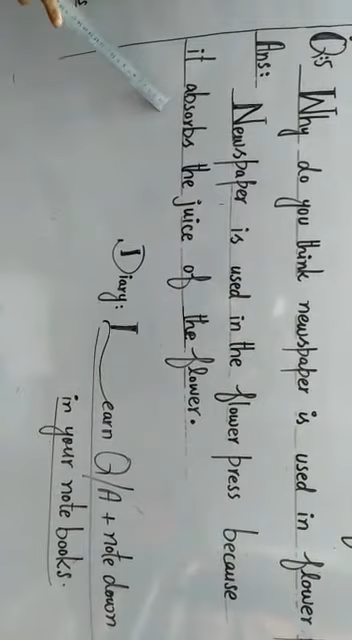 Q:5 Why do you think newspaper is used in flower
Ans: Newspaper is used in the flower press because
it absorbs the juice of the flower.
Diary: Learn Q/A + note down
in your note books.